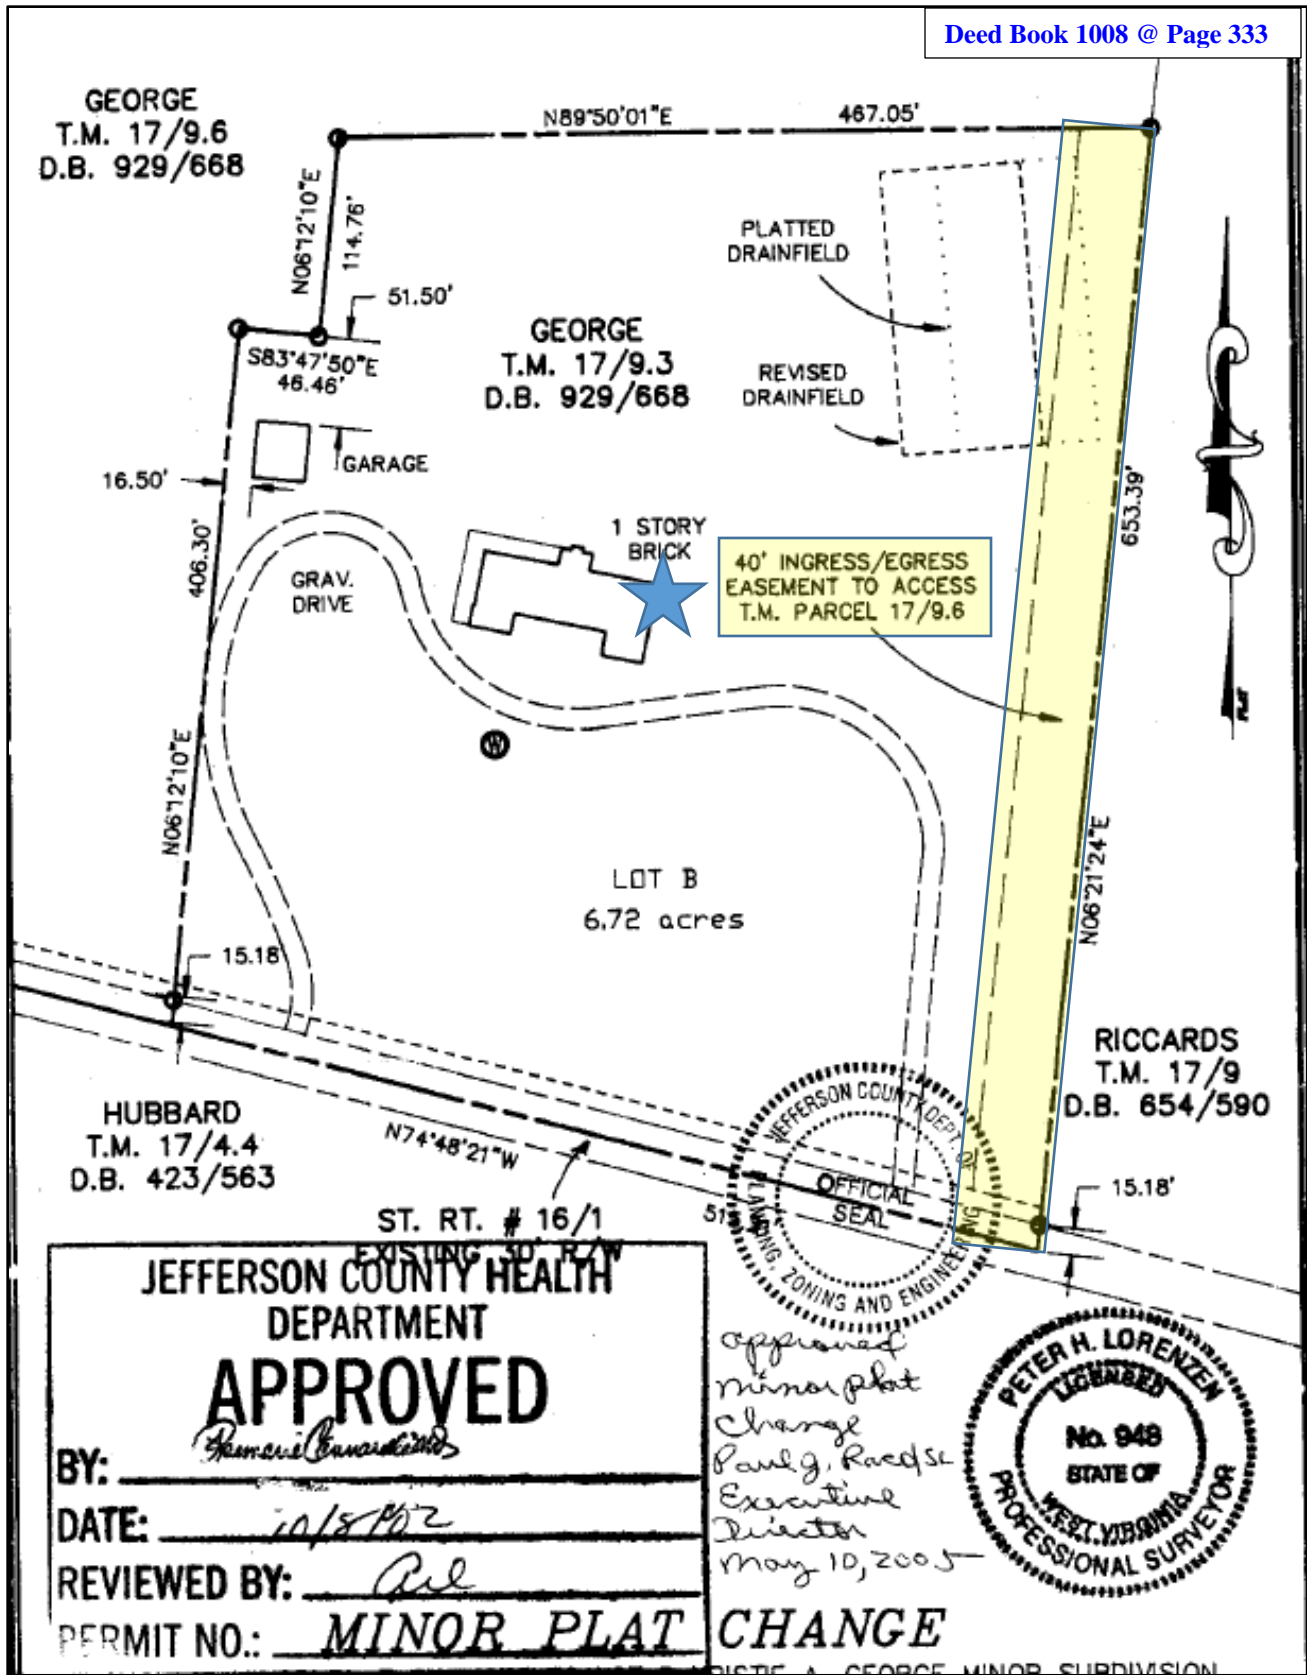 Deed Book 1008 @ Page 333
GEORGE
T.M. 17/9.6
D.B. 929/668
N89°50'01"E 467.05'
N06°12'10"E
114.76'
51.50'
S83°47'50"E
46.46'
GEORGE
T.M. 17/9.3
D.B. 929/668
PLATTED
DRAINFIELD
REVISED
DRAINFIELD
GARAGE
16.50'
406.30'
N06°12'10"E
GRAV.
DRIVE
1 STORY
BRICK
40' INGRESS/EGRESS
EASEMENT TO ACCESS
T.M. PARCEL 17/9.6
653.39'
N06°21'24"E
PLAT
W
LOT B
6.72 acres
15.18'
HUBBARD
T.M. 17/4.4
D.B. 423/563
N74°48'21"W
ST. RT. # 16/1
EXISTING 30' R/W
RICCARDS
T.M. 17/9
D.B. 654/590
15.18'
JEFFERSON COUNTY DEPT. OF
PLANNING, ZONING AND ENGINEERING
OFFICIAL
SEAL
JEFFERSON COUNTY HEALTH
DEPARTMENT
APPROVED
BY:
DATE:
REVIEWED BY:
PERMIT NO.:
approved
minor plat
change
Paul J.
Executive
Director
May 10, 2005
PETER H. LORENZEN
LICENSED
No. 948
STATE OF
WEST VIRGINIA
PROFESSIONAL SURVEYOR
MINOR PLAT CHANGE
A. GEORGE MINOR SUBDIVISION